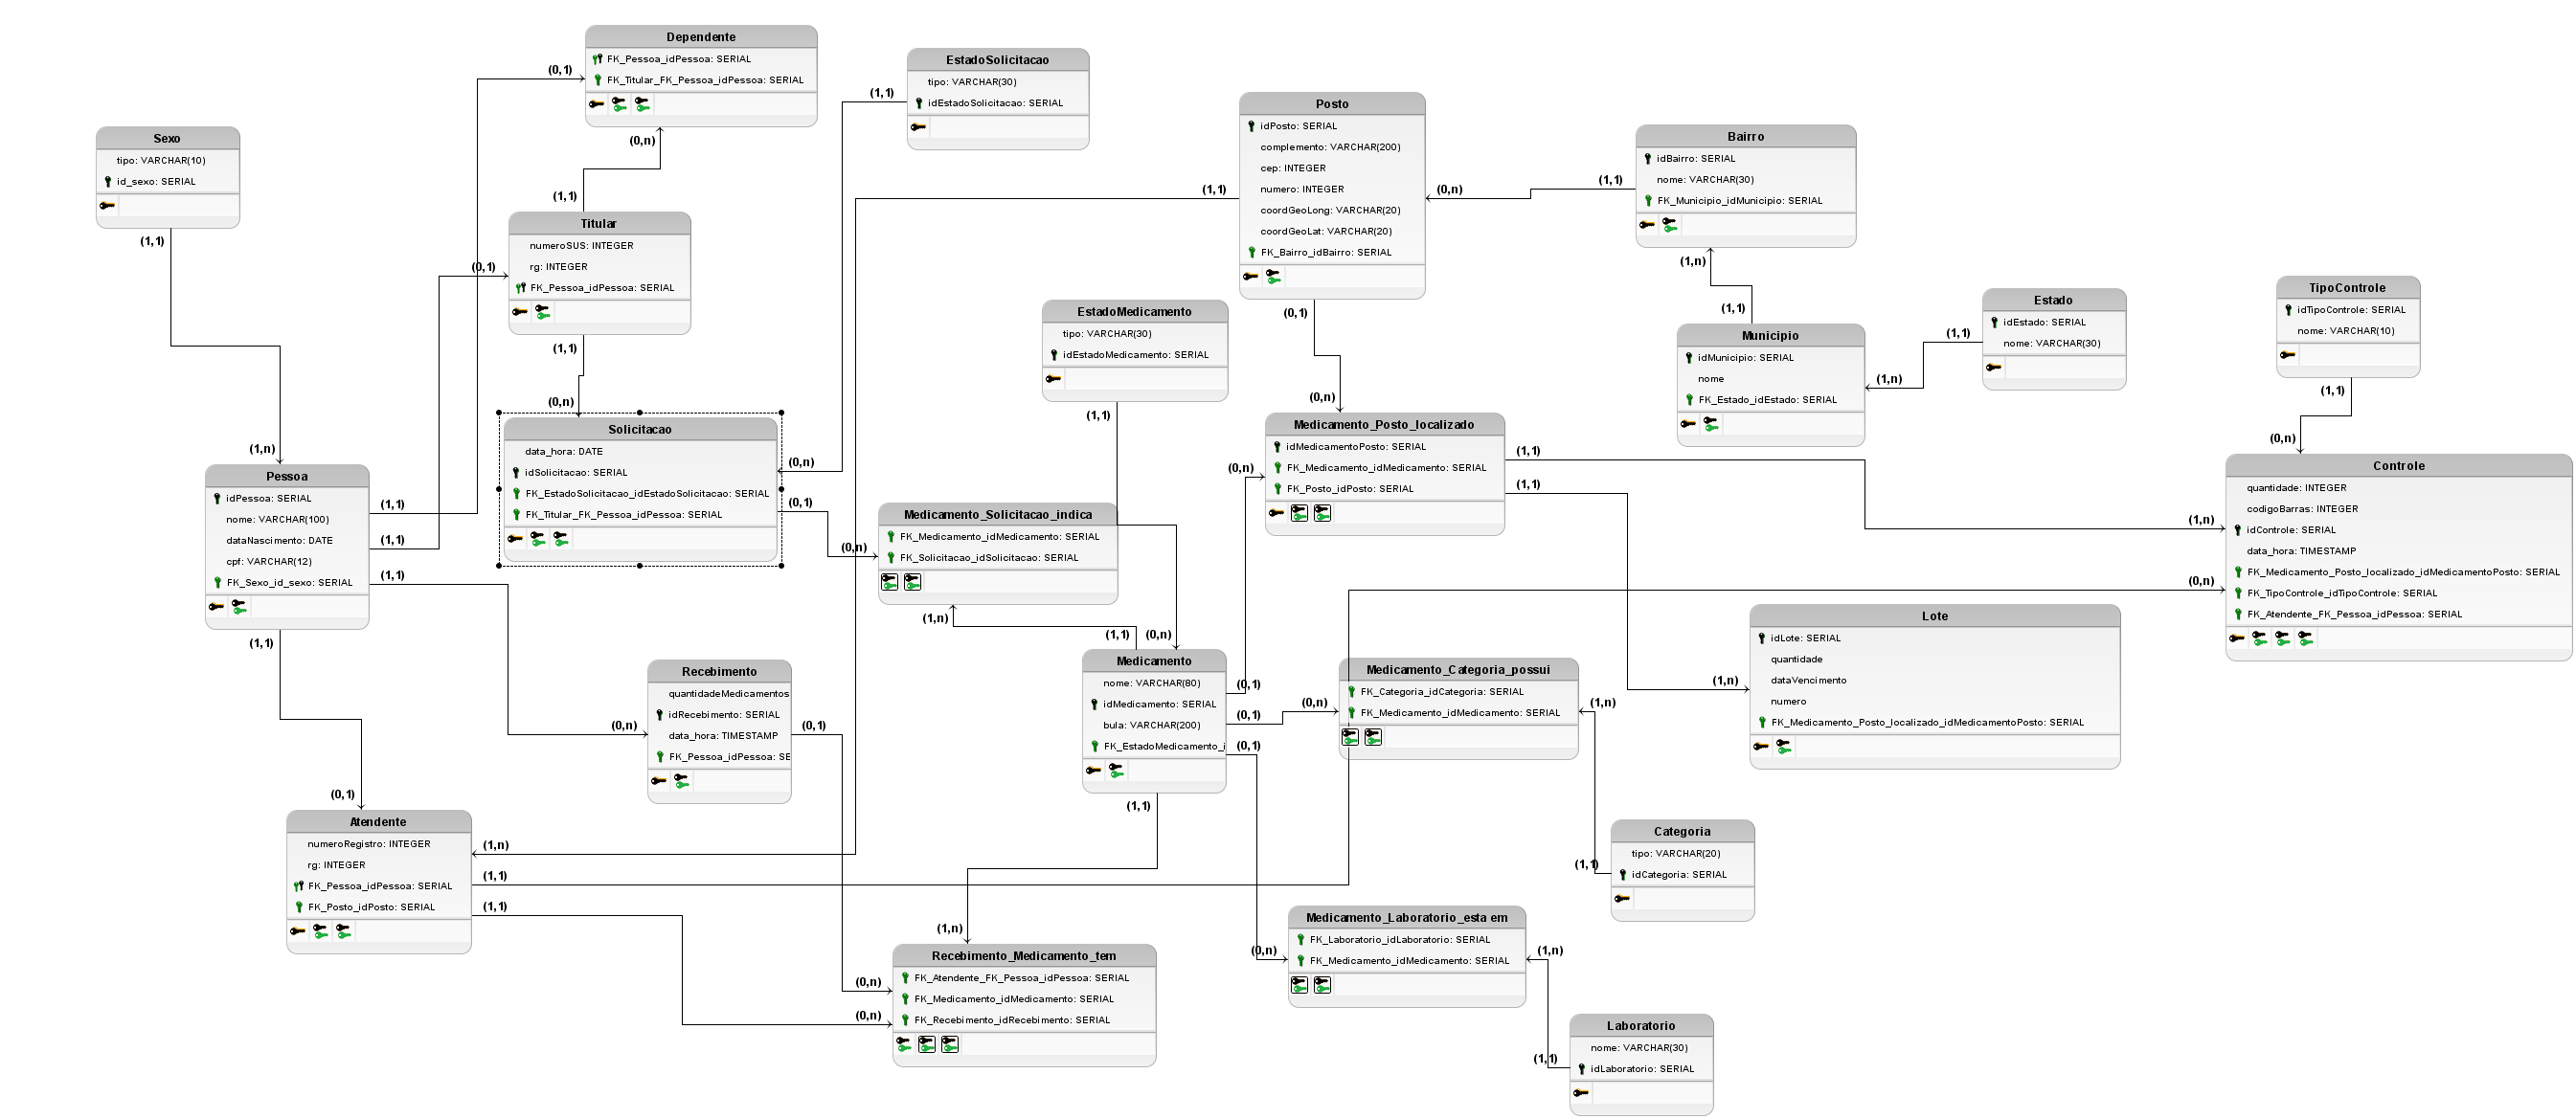 Dependente
FK_Pessoa_idPessoa: SERIAL
FK_Titular_FK_Pessoa_idPessoa: SERIAL
(0,1)
(0,n)
EstadoSolicitacao
tipo: VARCHAR(30)
idEstadoSolicitacao: SERIAL
(1,1)
Sexo
tipo: VARCHAR(10)
id_sexo: SERIAL
(1,1)
Titular
numeroSUS: INTEGER
rg: INTEGER
FK_Pessoa_idPessoa: SERIAL
(1,1)
(0,1)
(1,1)
Posto
idPosto: SERIAL
complemento: VARCHAR(200)
cep: INTEGER
numero: INTEGER
coordGeoLong: VARCHAR(20)
coordGeoLat: VARCHAR(20)
FK_Bairro_idBairro: SERIAL
(1,1)
(0,n)
(0,1)
Bairro
idBairro: SERIAL
nome: VARCHAR(30)
FK_Municipio_idMunicipio: SERIAL
(1,1)
(1,n)
EstadoMedicamento
tipo: VARCHAR(30)
idEstadoMedicamento: SERIAL
(1,1)
Municipio
idMunicipio: SERIAL
nome
FK_Estado_idEstado: SERIAL
(1,1)
(1,n)
Estado
idEstado: SERIAL
nome: VARCHAR(30)
(1,1)
TipoControle
idTipoControle: SERIAL
nome: VARCHAR(10)
(1,1)
Solicitacao
data_hora: DATE
idSolicitacao: SERIAL
FK_EstadoSolicitacao_idEstadoSolicitacao: SERIAL
FK_Titular_FK_Pessoa_idPessoa: SERIAL
(0,n)
(0,n)
(0,1)
Medicamento_Posto_localizado
idMedicamentoPosto: SERIAL
FK_Medicamento_idMedicamento: SERIAL
FK_Posto_idPosto: SERIAL
(0,n)
(0,n)
(1,1)
(1,1)
Controle
quantidade: INTEGER
codigoBarras: INTEGER
idControle: SERIAL
data_hora: TIMESTAMP
FK_Medicamento_Posto_localizado_idMedicamentoPosto: SERIAL
FK_TipoControle_idTipoControle: SERIAL
FK_Atendente_FK_Pessoa_idPessoa: SERIAL
(0,n)
(1,n)
(0,n)
Pessoa
idPessoa: SERIAL
nome: VARCHAR(100)
dataNascimento: DATE
cpf: VARCHAR(12)
FK_Sexo_id_sexo: SERIAL
(1,n)
(1,1)
(1,1)
(1,1)
(1,1)
Medicamento_Solicitacao_indica
FK_Medicamento_idMedicamento: SERIAL
FK_Solicitacao_idSolicitacao: SERIAL
(0,n)
(1,n)
Lote
idLote: SERIAL
quantidade
dataVencimento
numero
FK_Medicamento_Posto_localizado_idMedicamentoPosto: SERIAL
(1,n)
Recebimento
quantidadeMedicamentos
idRecebimento: SERIAL
data_hora: TIMESTAMP
FK_Pessoa_idPessoa: SE
(0,n)
(0,1)
Medicamento
nome: VARCHAR(80)
idMedicamento: SERIAL
bula: VARCHAR(200)
FK_EstadoMedicamento_i
(1,1)
(0,n)
(0,1)
(0,1)
(0,1)
(1,1)
Medicamento_Categoria_possui
FK_Categoria_idCategoria: SERIAL
FK_Medicamento_idMedicamento: SERIAL
(0,n)
(1,n)
Atendente
numeroRegistro: INTEGER
rg: INTEGER
FK_Pessoa_idPessoa: SERIAL
FK_Posto_idPosto: SERIAL
(0,1)
(1,n)
(1,1)
(1,1)
Categoria
tipo: VARCHAR(20)
idCategoria: SERIAL
(1,1)
Medicamento_Laboratorio_esta em
FK_Laboratorio_idLaboratorio: SERIAL
FK_Medicamento_idMedicamento: SERIAL
(0,n)
(1,n)
Recebimento_Medicamento_tem
FK_Atendente_FK_Pessoa_idPessoa: SERIAL
FK_Medicamento_idMedicamento: SERIAL
FK_Recebimento_idRecebimento: SERIAL
(1,n)
(0,n)
(0,n)
Laboratorio
nome: VARCHAR(30)
idLaboratorio: SERIAL
(1,1)